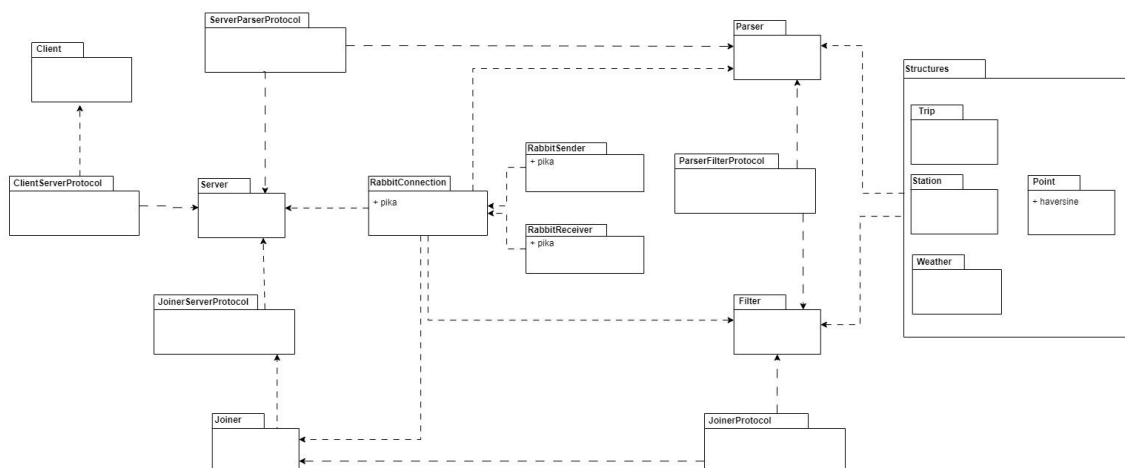 ServerParserProtocol
Parser
Client
Structures
Trip
RabbitSender
+ pika
ParserFilterProtocol
ClientServerProtocol
Server
RabbitConnection
+ pika
Station
Point
+ haversine
RabbitReceiver
+ pika
Weather
JoinerServerProtocol
Filter
Joiner
JoinerProtocol